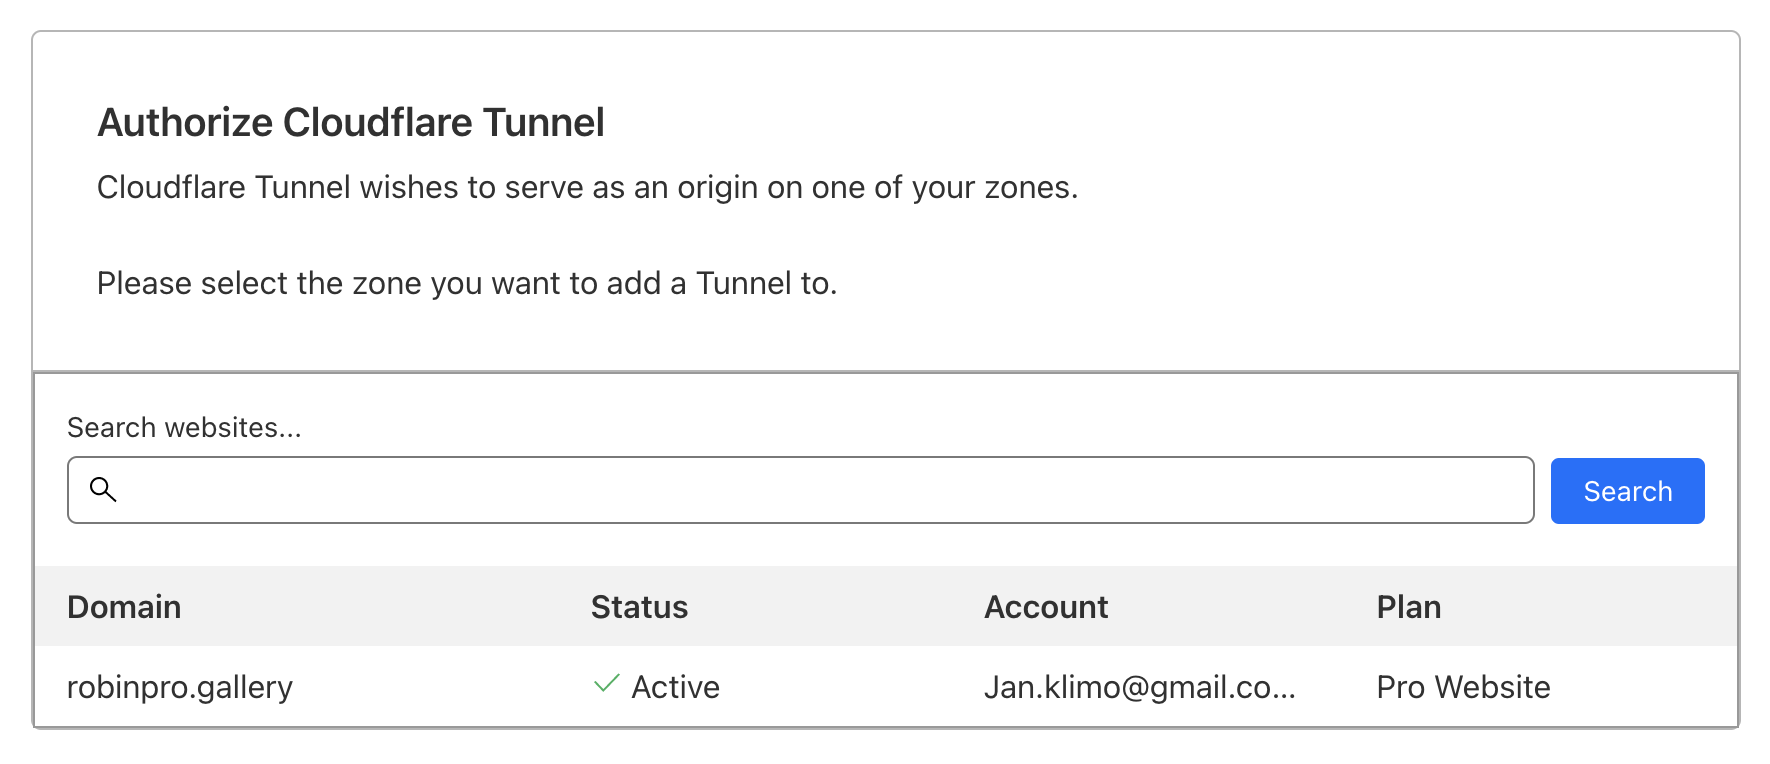 Authorize Cloudflare Tunnel
Cloudflare Tunnel wishes to serve as an origin on one of your zones.
Please select the zone you want to add a Tunnel to.
Search websites...
Search
Domain Status Account Plan
robinpro.gallery Active Jan.klimo@gmail.co... Pro Website